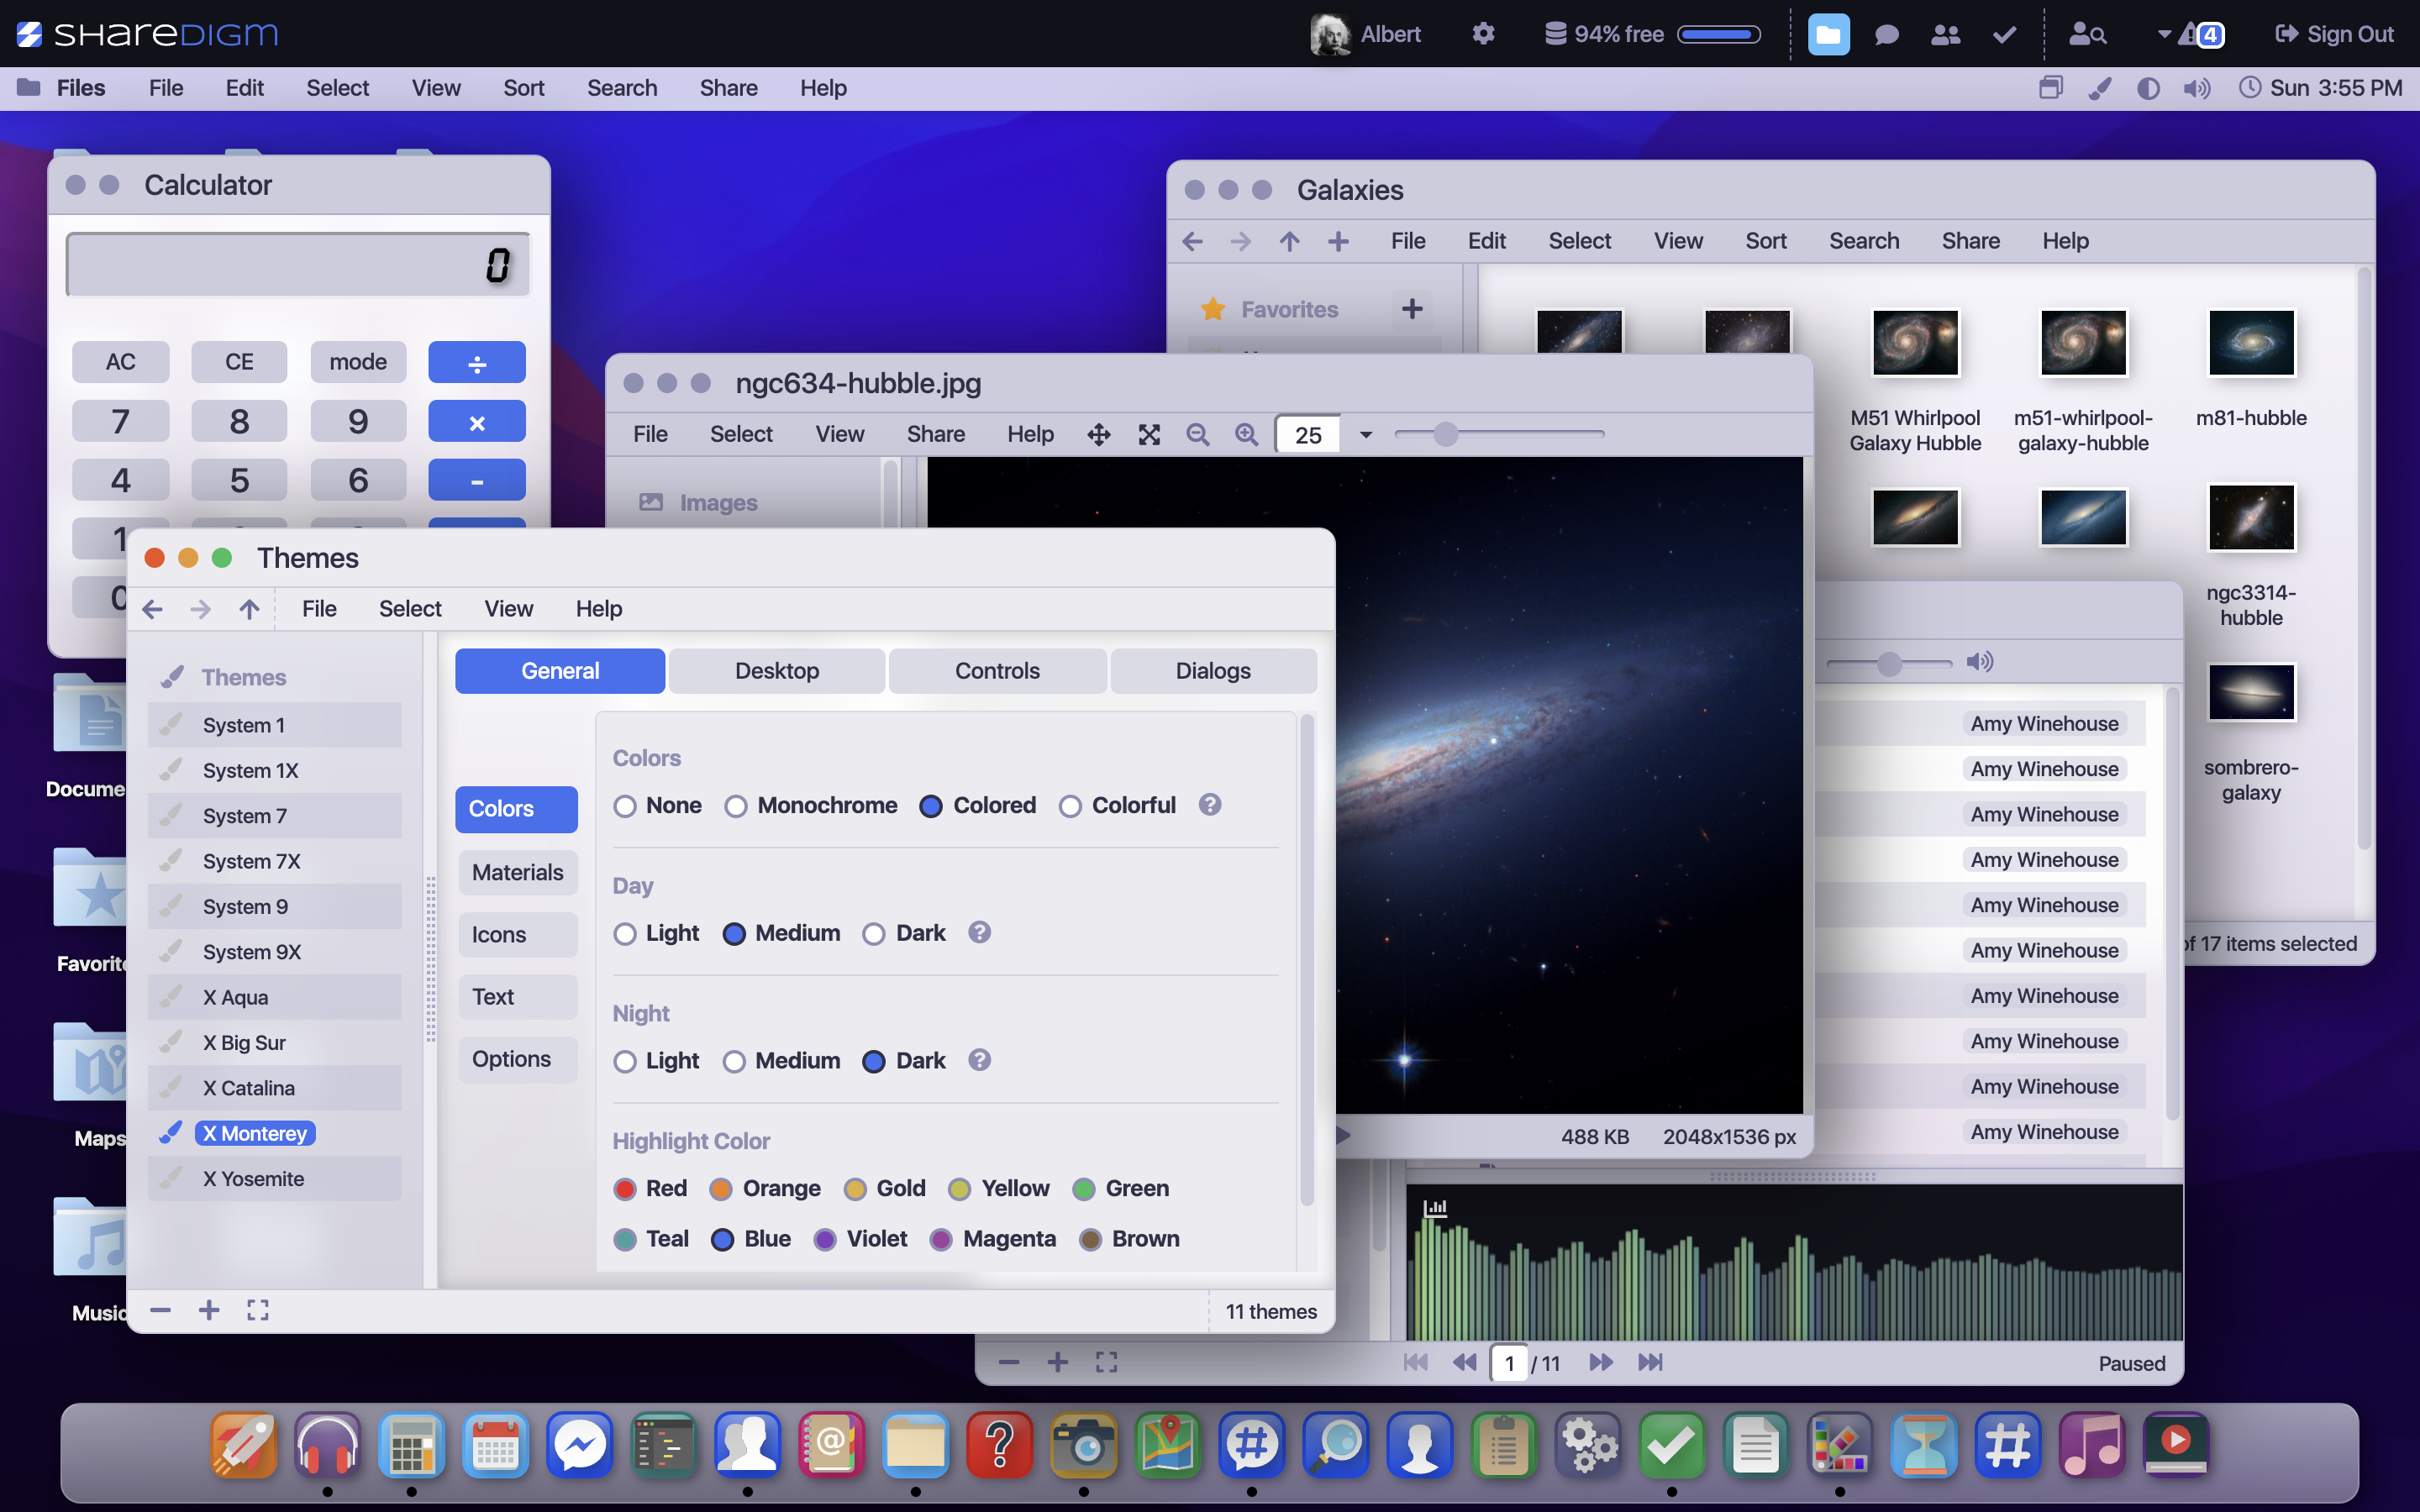 SHAREDIGM
Albert
94% free
4
Sign Out
Files File Edit Select View Sort Search Share Help
Sun 3:55 PM
Calculator
0
AC CE mode ÷
7 8 9 ×
4 5 6 -
1
0
Galaxies
File Edit Select View Sort Search Share Help
Favorites
M51 Whirlpool
Galaxy Hubble
m51-whirlpool-
galaxy-hubble
m81-hubble
ngc3314-
hubble
sombrero-
galaxy
of 17 items selected
ngc634-hubble.jpg
File Select View Share Help 25
Images
488 KB 2048x1536 px
Themes
File Select View Help
Themes
System 1
System 1X
System 7
System 7X
System 9
System 9X
X Aqua
X Big Sur
X Catalina
X Monterey
X Yosemite
General Desktop Controls Dialogs
Colors
Materials
Icons
Text
Options
Colors
None Monochrome Colored Colorful ?
Day
Light Medium Dark ?
Night
Light Medium Dark ?
Highlight Color
Red Orange Gold Yellow Green
Teal Blue Violet Magenta Brown
11 themes
Amy Winehouse
Amy Winehouse
Amy Winehouse
Amy Winehouse
Amy Winehouse
Amy Winehouse
Amy Winehouse
Amy Winehouse
Amy Winehouse
Amy Winehouse
1 / 11
Paused
Docume
Favorite
Maps
Music
@ ? # #